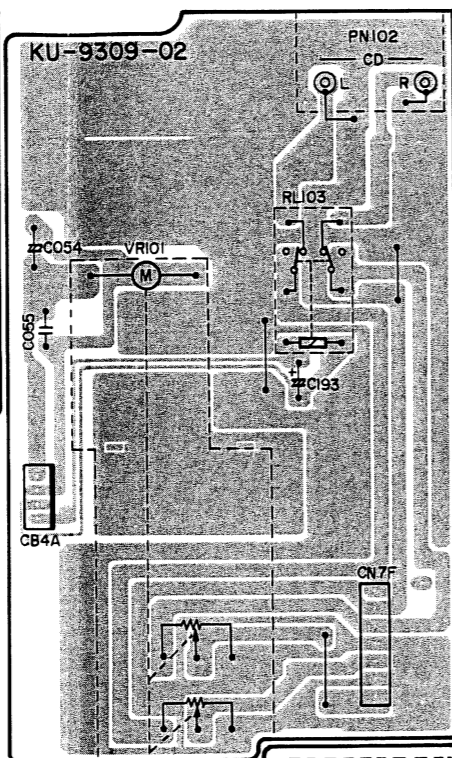 KU-9309-02
PN102
CD
L
R
RL103
C054
VR101
M
C055
+
C193
CB4A
CN7F